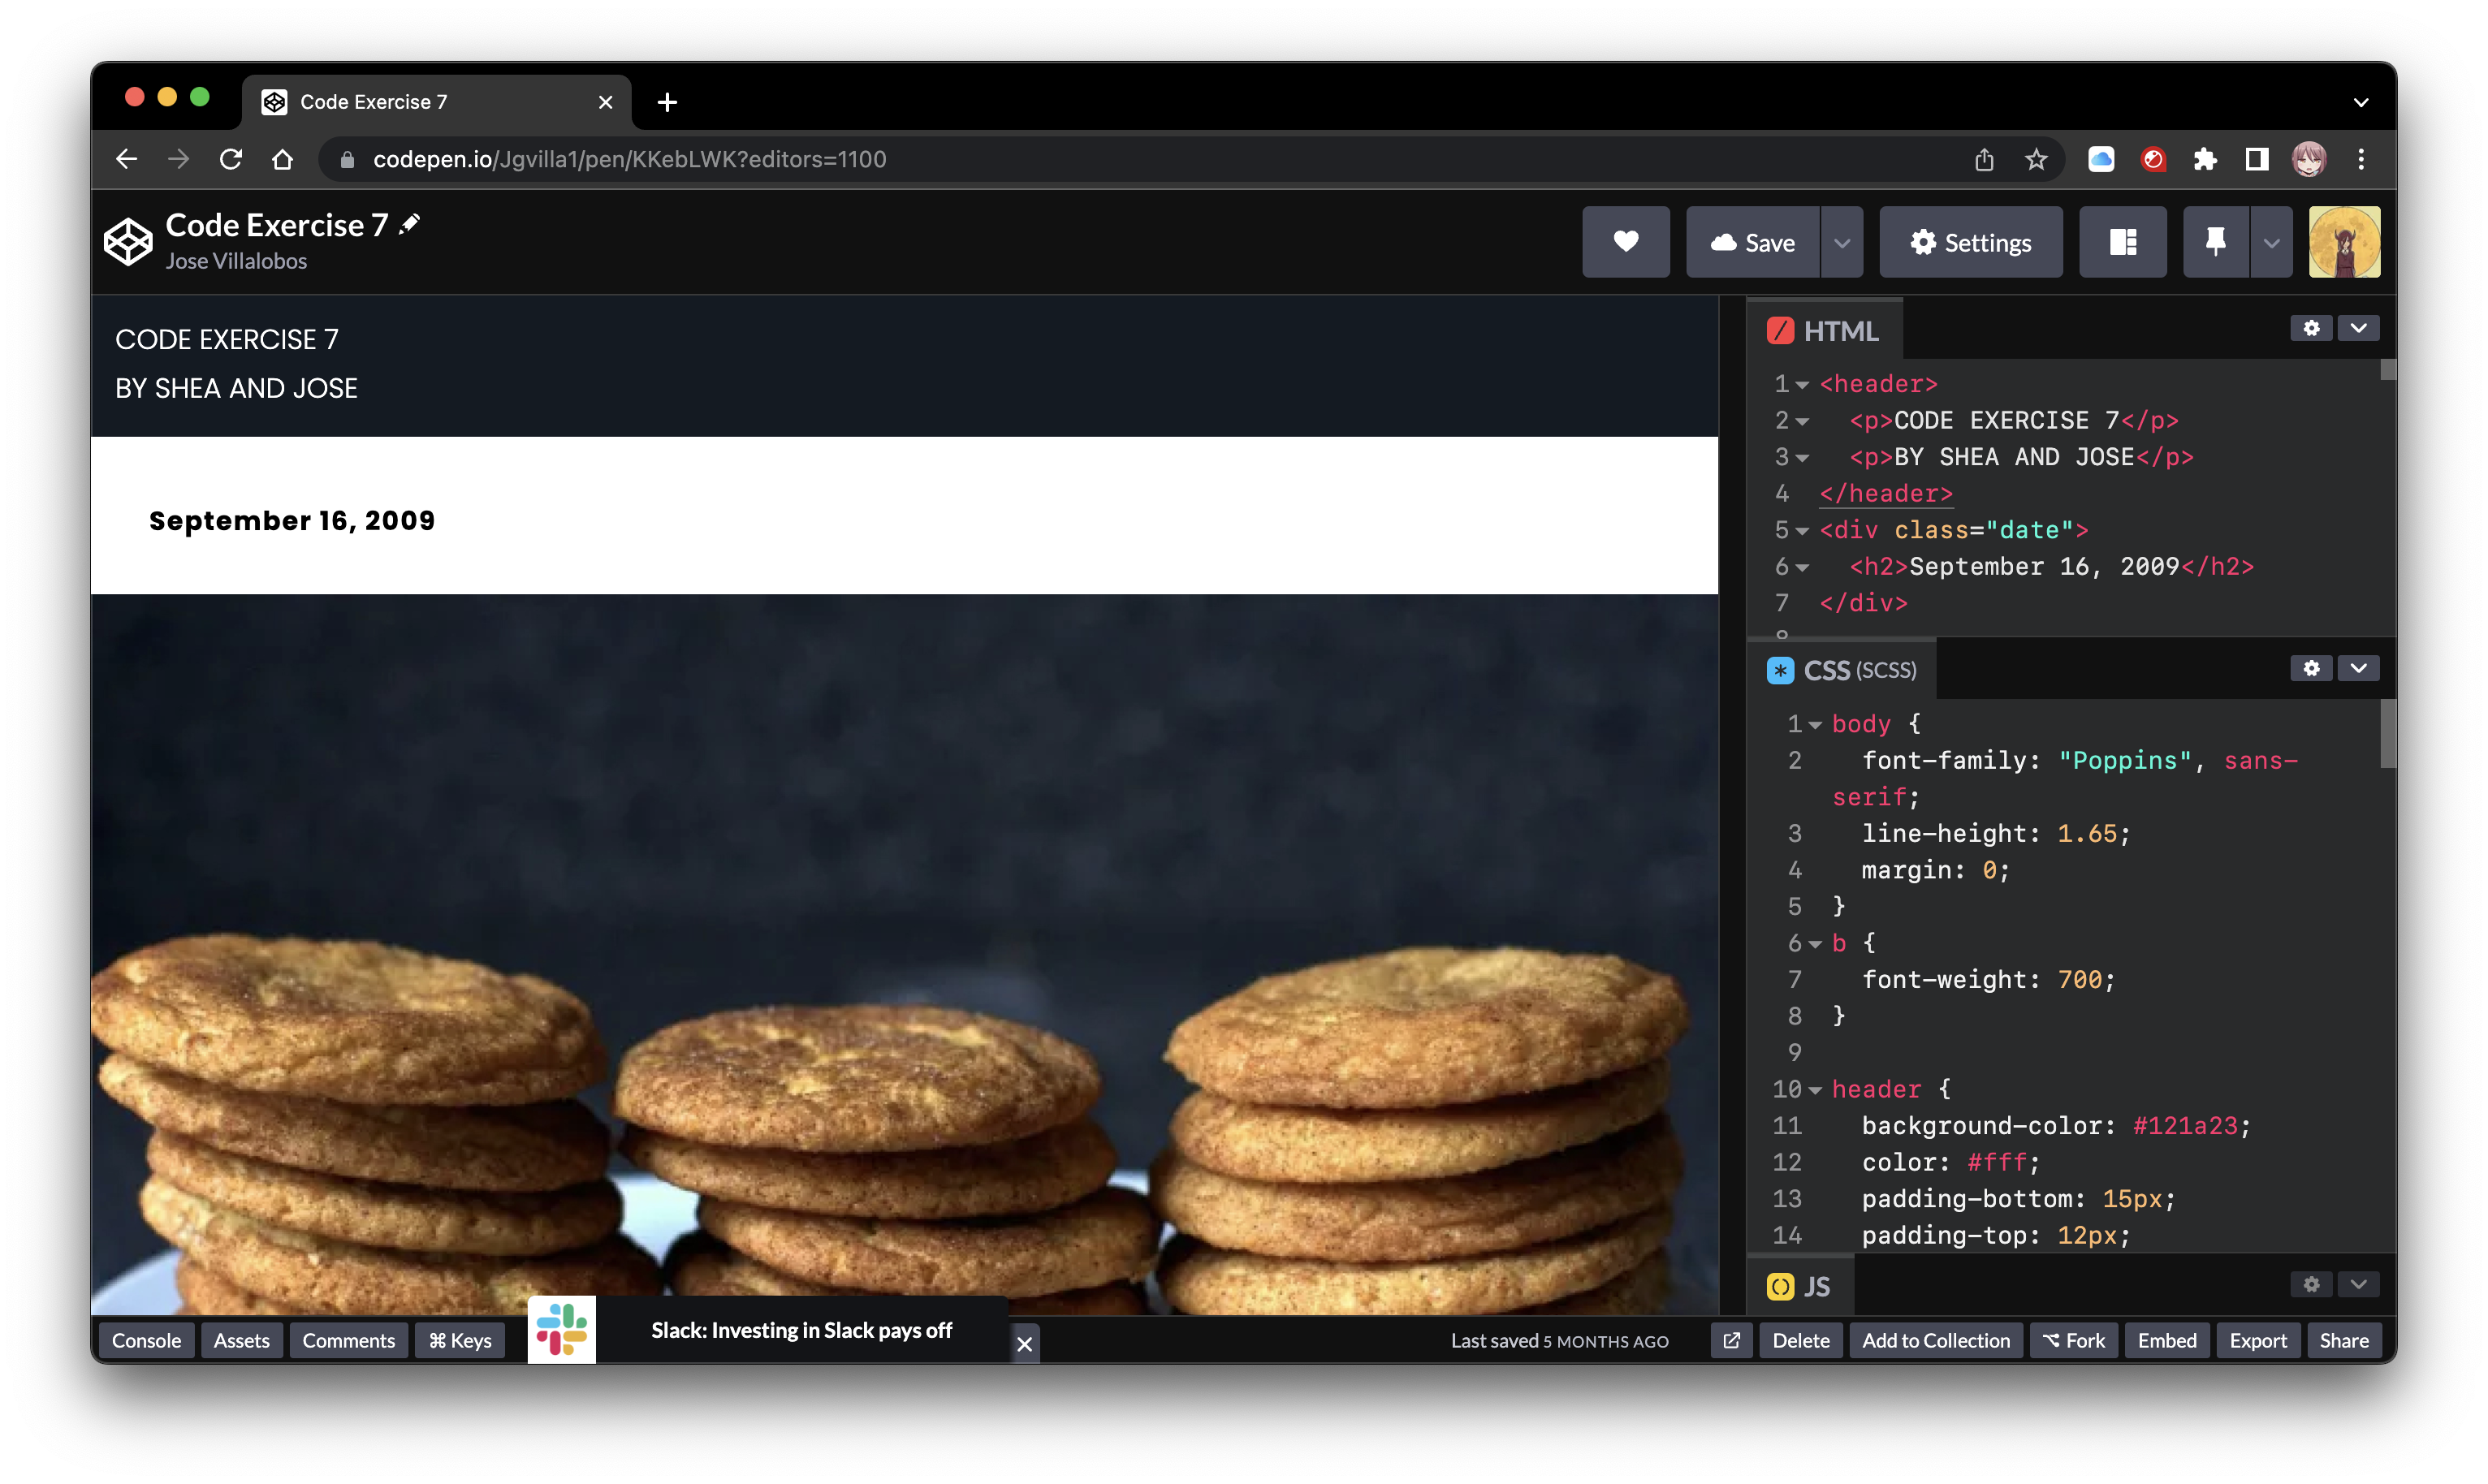 Code Exercise 7
codepen.io/Jgvilla1/pen/KKebLWK?editors=1100
Code Exercise 7
Jose Villalobos
Save
Settings
CODE EXERCISE 7
BY SHEA AND JOSE
September 16, 2009
HTML
1 <header>
2 <p>CODE EXERCISE 7</p>
3 <p>BY SHEA AND JOSE</p>
4 </header>
5 <div class="date">
6 <h2>September 16, 2009</h2>
7 </div>
8
CSS (SCSS)
1 body {
2 font-family: "Poppins", sans-
serif;
3 line-height: 1.65;
4 margin: 0;
5 }
6 b {
7 font-weight: 700;
8 }
9
10 header {
11 background-color: #121a23;
12 color: #fff;
13 padding-bottom: 15px;
14 padding-top: 12px;
JS
Console Assets Comments ⌘ Keys
Slack: Investing in Slack pays off
Last saved 5 MONTHS AGO
Delete Add to Collection Fork Embed Export Share